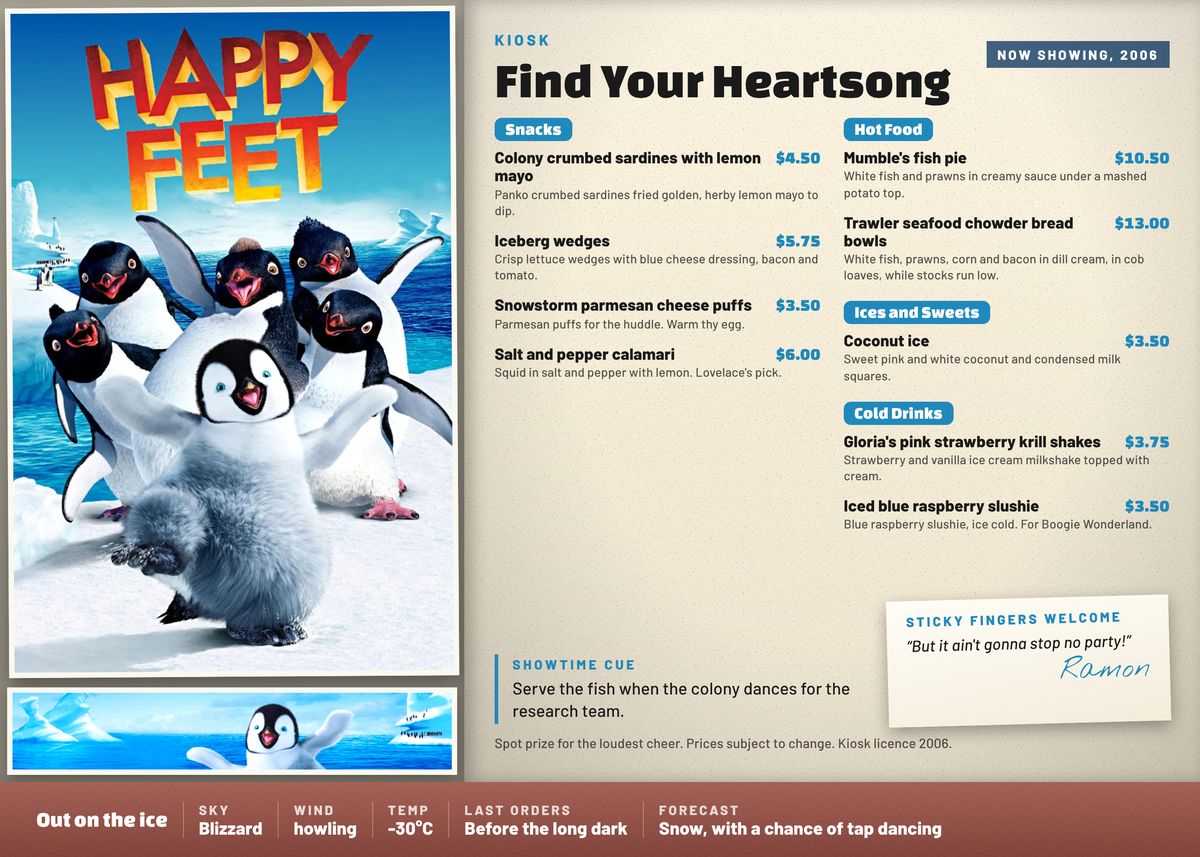 HAPPY
FEET
KIOSK
Find Your Heartsong
NOW SHOWING, 2006
Snacks
Colony crumbed sardines with lemon $4.50
mayo
Panko crumbed sardines fried golden, herby lemon mayo to
dip.
Iceberg wedges $5.75
Crisp lettuce wedges with blue cheese dressing, bacon and
tomato.
Snowstorm parmesan cheese puffs $3.50
Parmesan puffs for the huddle. Warm thy egg.
Salt and pepper calamari $6.00
Squid in salt and pepper with lemon. Lovelace's pick.
Hot Food
Mumble's fish pie $10.50
White fish and prawns in creamy sauce under a mashed
potato top.
Trawler seafood chowder bread $13.00
bowls
White fish, prawns, corn and bacon in dill cream, in cob
loaves, while stocks run low.
Ices and Sweets
Coconut ice $3.50
Sweet pink and white coconut and condensed milk
squares.
Cold Drinks
Gloria's pink strawberry krill shakes $3.75
Strawberry and vanilla ice cream milkshake topped with
cream.
Iced blue raspberry slushie $3.50
Blue raspberry slushie, ice cold. For Boogie Wonderland.
STICKY FINGERS WELCOME
“But it ain't gonna stop no party!”
Ramon
SHOWTIME CUE
Serve the fish when the colony dances for the
research team.
Spot prize for the loudest cheer. Prices subject to change. Kiosk licence 2006.
Out on the ice
SKY
Blizzard
WIND
howling
TEMP
-30°C
LAST ORDERS
Before the long dark
FORECAST
Snow, with a chance of tap dancing